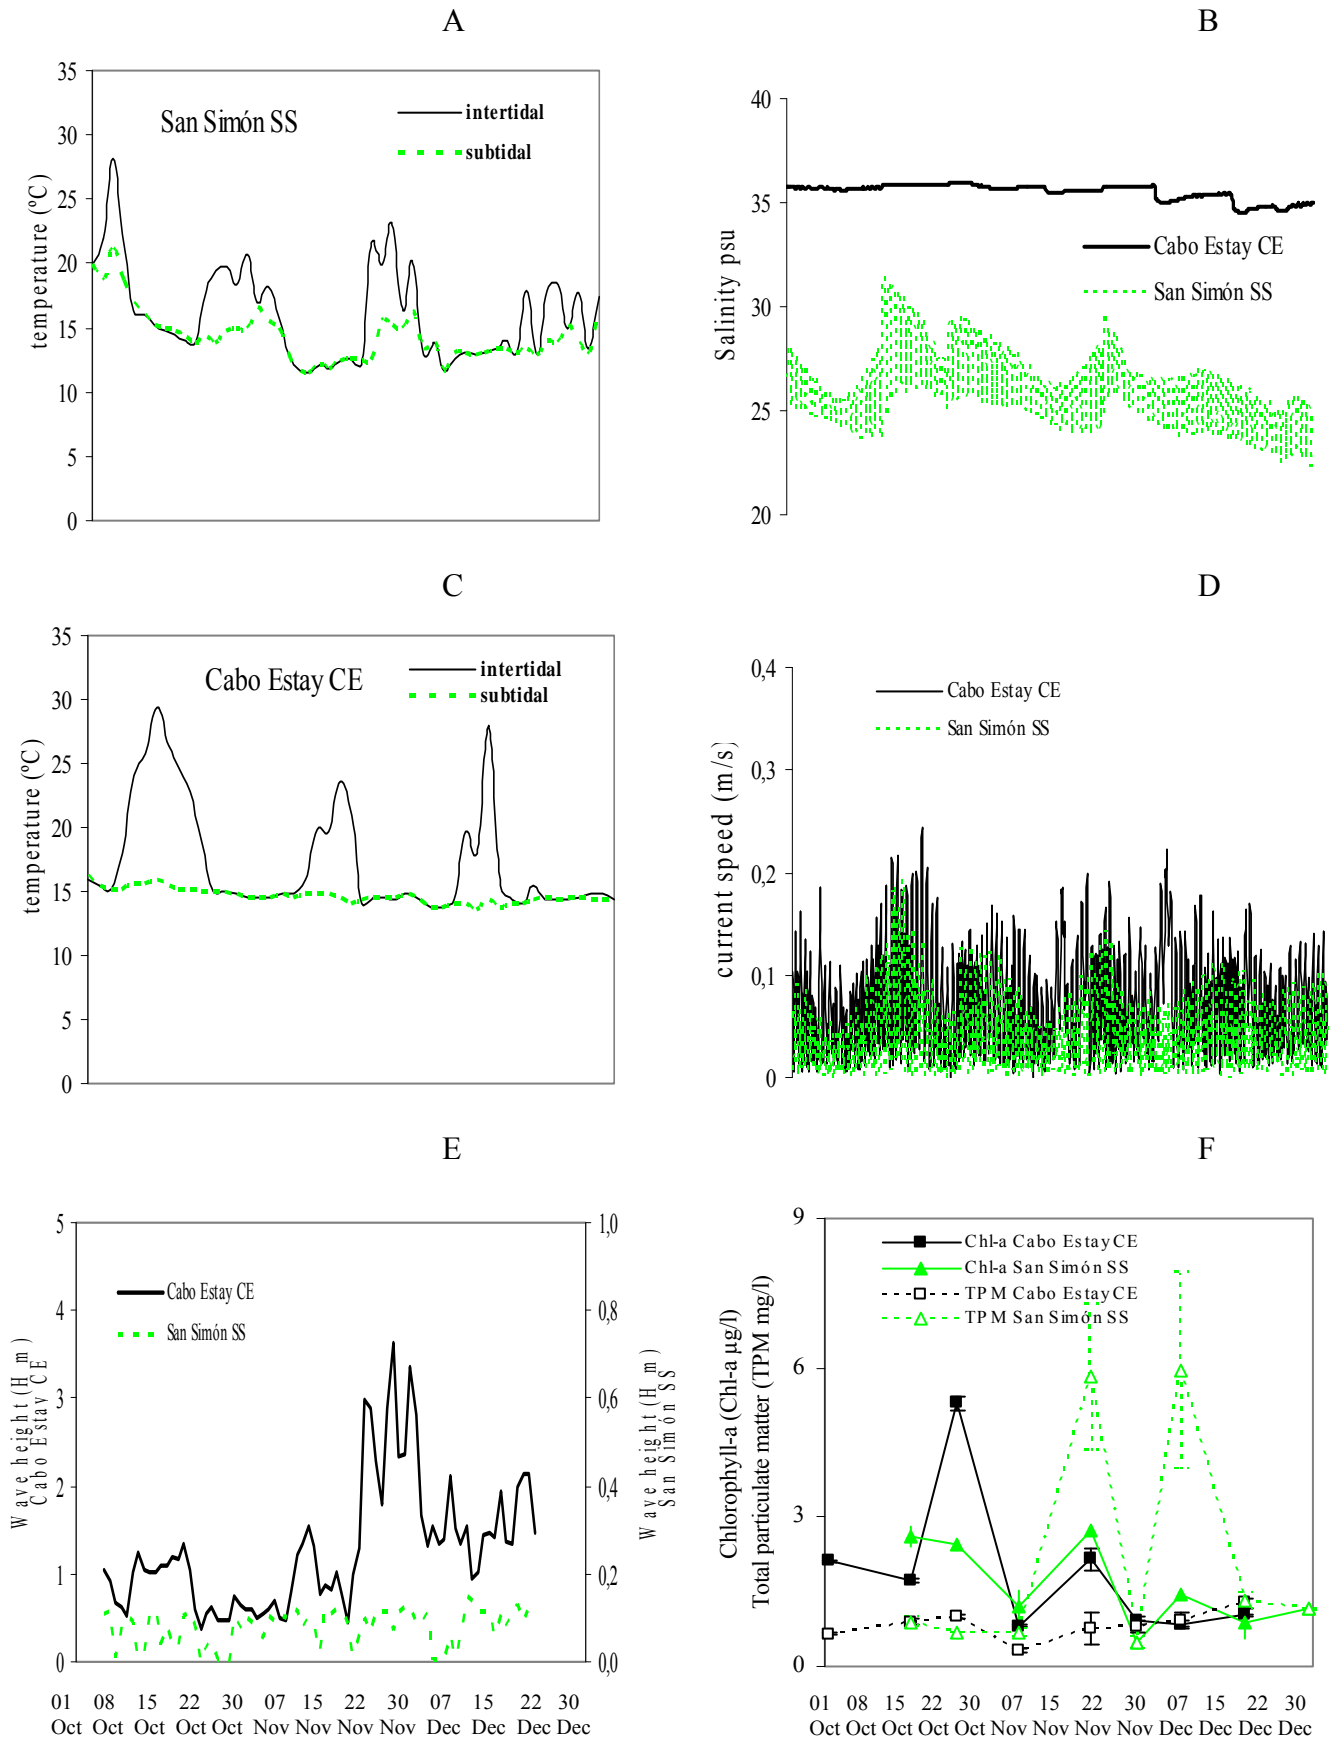 A
35
30
25
20
15
10
5
0
temperature (ºC)
San Simón SS
intertidal
subtidal
B
35
30
25
20
Salinity psu
Cabo Estay CE
San Simón SS
C
35
30
25
20
15
10
5
0
temperature (ºC)
Cabo Estay CE
intertidal
subtidal
D
0,4
0,3
0,2
0,1
0
current speed (m/s)
Cabo Estay CE
San Simón SS
E
5
4
3
2
1
0
Wave height (H m)
Cabo Estay CE
Cabo Estay CE
San Simón SS
1,0
0,8
0,6
0,4
0,2
0,0
Wave height (H m)
San Simón SS
01 08 15 22 30 07 15 22 30 07 15 22 30
Oct Oct Oct Oct Oct Nov Nov Nov Nov Dec Dec Dec Dec
F
9
6
3
0
Chlorophyll-a (Chl-a µg/l)
Total particulate matter (TPM mg/l)
Chl-a Cabo Estay CE
Chl-a San Simón SS
TPM Cabo Estay CE
TPM San Simón SS
01 08 15 22 30 07 22 30 07 15 22 30
Oct Oct Oct Oct Oct Nov Nov Nov Dec Dec Dec Dec